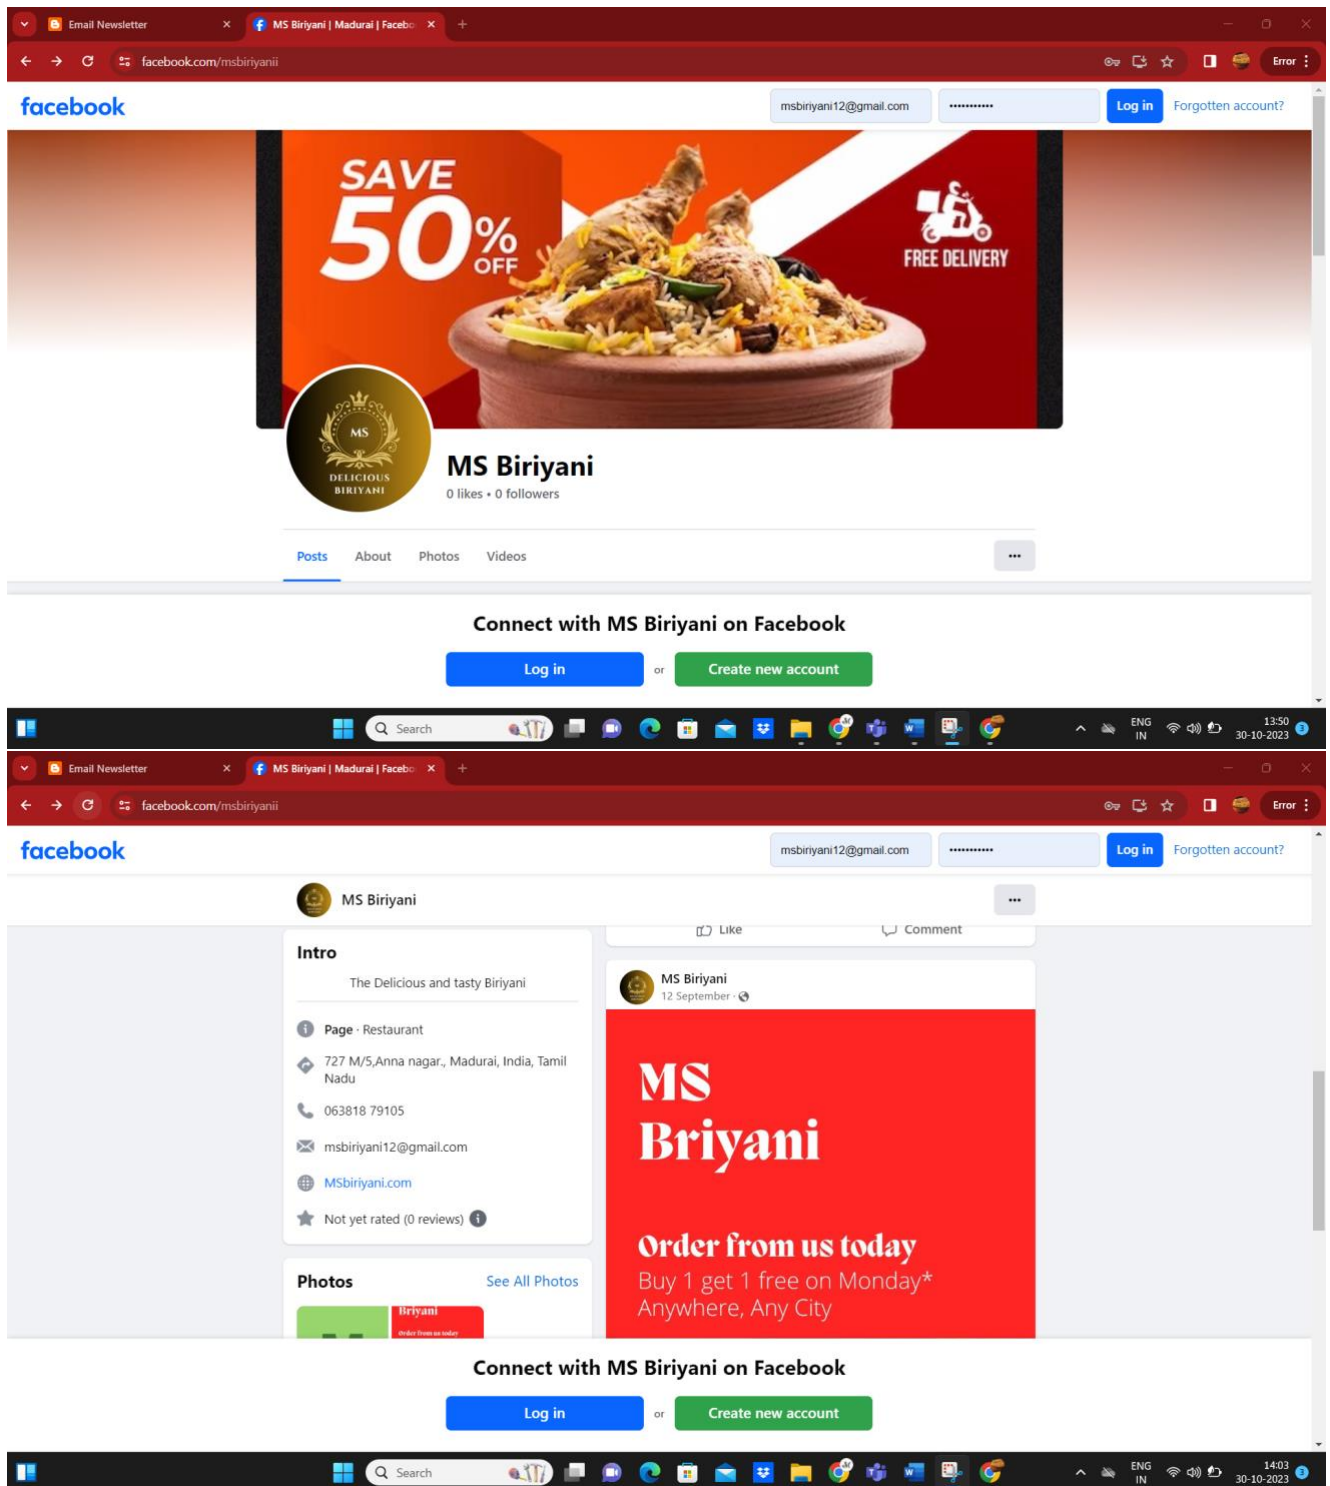 Email Newsletter
MS Biriyani | Madurai | Facebo
facebook.com/msbiriyanii
Error
facebook
msbiriyani12@gmail.com
•••••••••••
Log in
Forgotten account?
SAVE
50%
OFF
FREE DELIVERY
MS
DELICIOUS
BIRIYANI
MS Biriyani
0 likes • 0 followers
Posts
About
Photos
Videos
Connect with MS Biriyani on Facebook
Log in
or
Create new account
Search
ENG
IN
13:50
30-10-2023
3
Email Newsletter
MS Biriyani | Madurai | Facebo
facebook.com/msbiriyanii
Error
facebook
msbiriyani12@gmail.com
•••••••••••
Log in
Forgotten account?
MS Biriyani
Intro
The Delicious and tasty Biriyani
Page · Restaurant
727 M/5,Anna nagar., Madurai, India, Tamil
Nadu
063818 79105
msbiriyani12@gmail.com
MSbiriyani.com
Not yet rated (0 reviews)
Photos
See All Photos
Briyani
Order from us today
Like
Comment
MS Biriyani
12 September ·
MS
Briyani
Order from us today
Buy 1 get 1 free on Monday*
Anywhere, Any City
Connect with MS Biriyani on Facebook
Log in
or
Create new account
Search
ENG
IN
14:03
30-10-2023
3